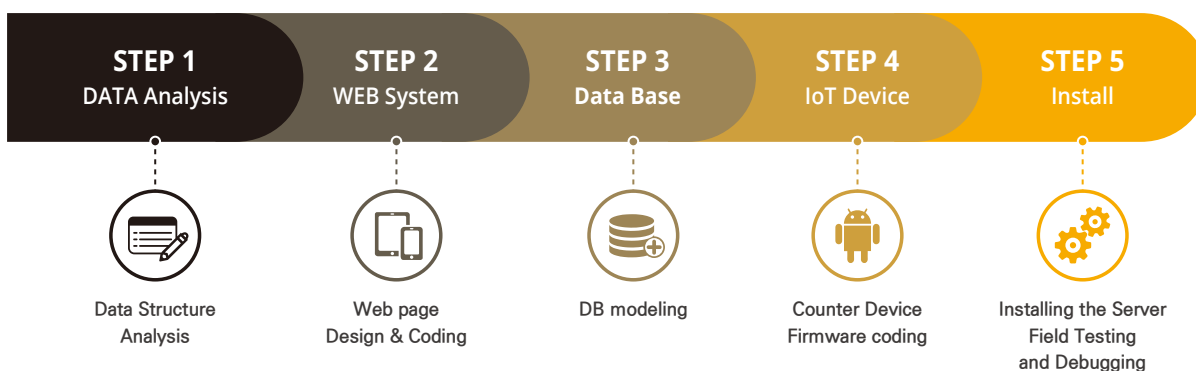 STEP 1
DATA Analysis
STEP 2
WEB System
STEP 3
Data Base
STEP 4
IoT Device
STEP 5
Install
Data Structure
Analysis
Web page
Design & Coding
DB modeling
Counter Device
Firmware coding
Installing the Server
Field Testing
and Debugging